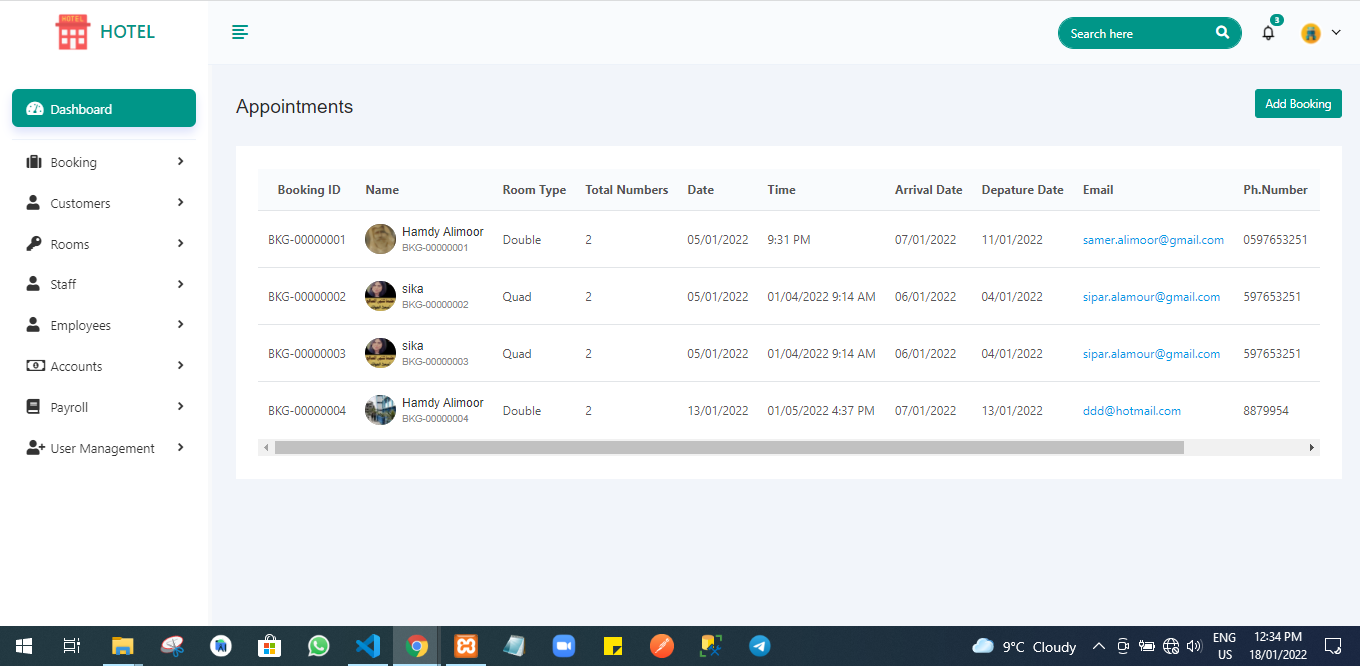 HOTEL
HOTEL
Search here
3
Dashboard
Booking
Customers
Rooms
Staff
Employees
Accounts
Payroll
User Management
Appointments
Add Booking
Booking ID Name Room Type Total Numbers Date Time Arrival Date Depature Date Email Ph.Number
BKG-00000001 Hamdy Alimoor BKG-00000001 Double 2 05/01/2022 9:31 PM 07/01/2022 11/01/2022 samer.alimoor@gmail.com 0597653251
BKG-00000002 sika BKG-00000002 Quad 2 05/01/2022 01/04/2022 9:14 AM 06/01/2022 04/01/2022 sipar.alamour@gmail.com 597653251
BKG-00000003 sika BKG-00000003 Quad 2 05/01/2022 01/04/2022 9:14 AM 06/01/2022 04/01/2022 sipar.alamour@gmail.com 597653251
BKG-00000004 Hamdy Alimoor BKG-00000004 Double 2 13/01/2022 01/05/2022 4:37 PM 07/01/2022 13/01/2022 ddd@hotmail.com 8879954
9°C Cloudy
ENG
US
12:34 PM
18/01/2022